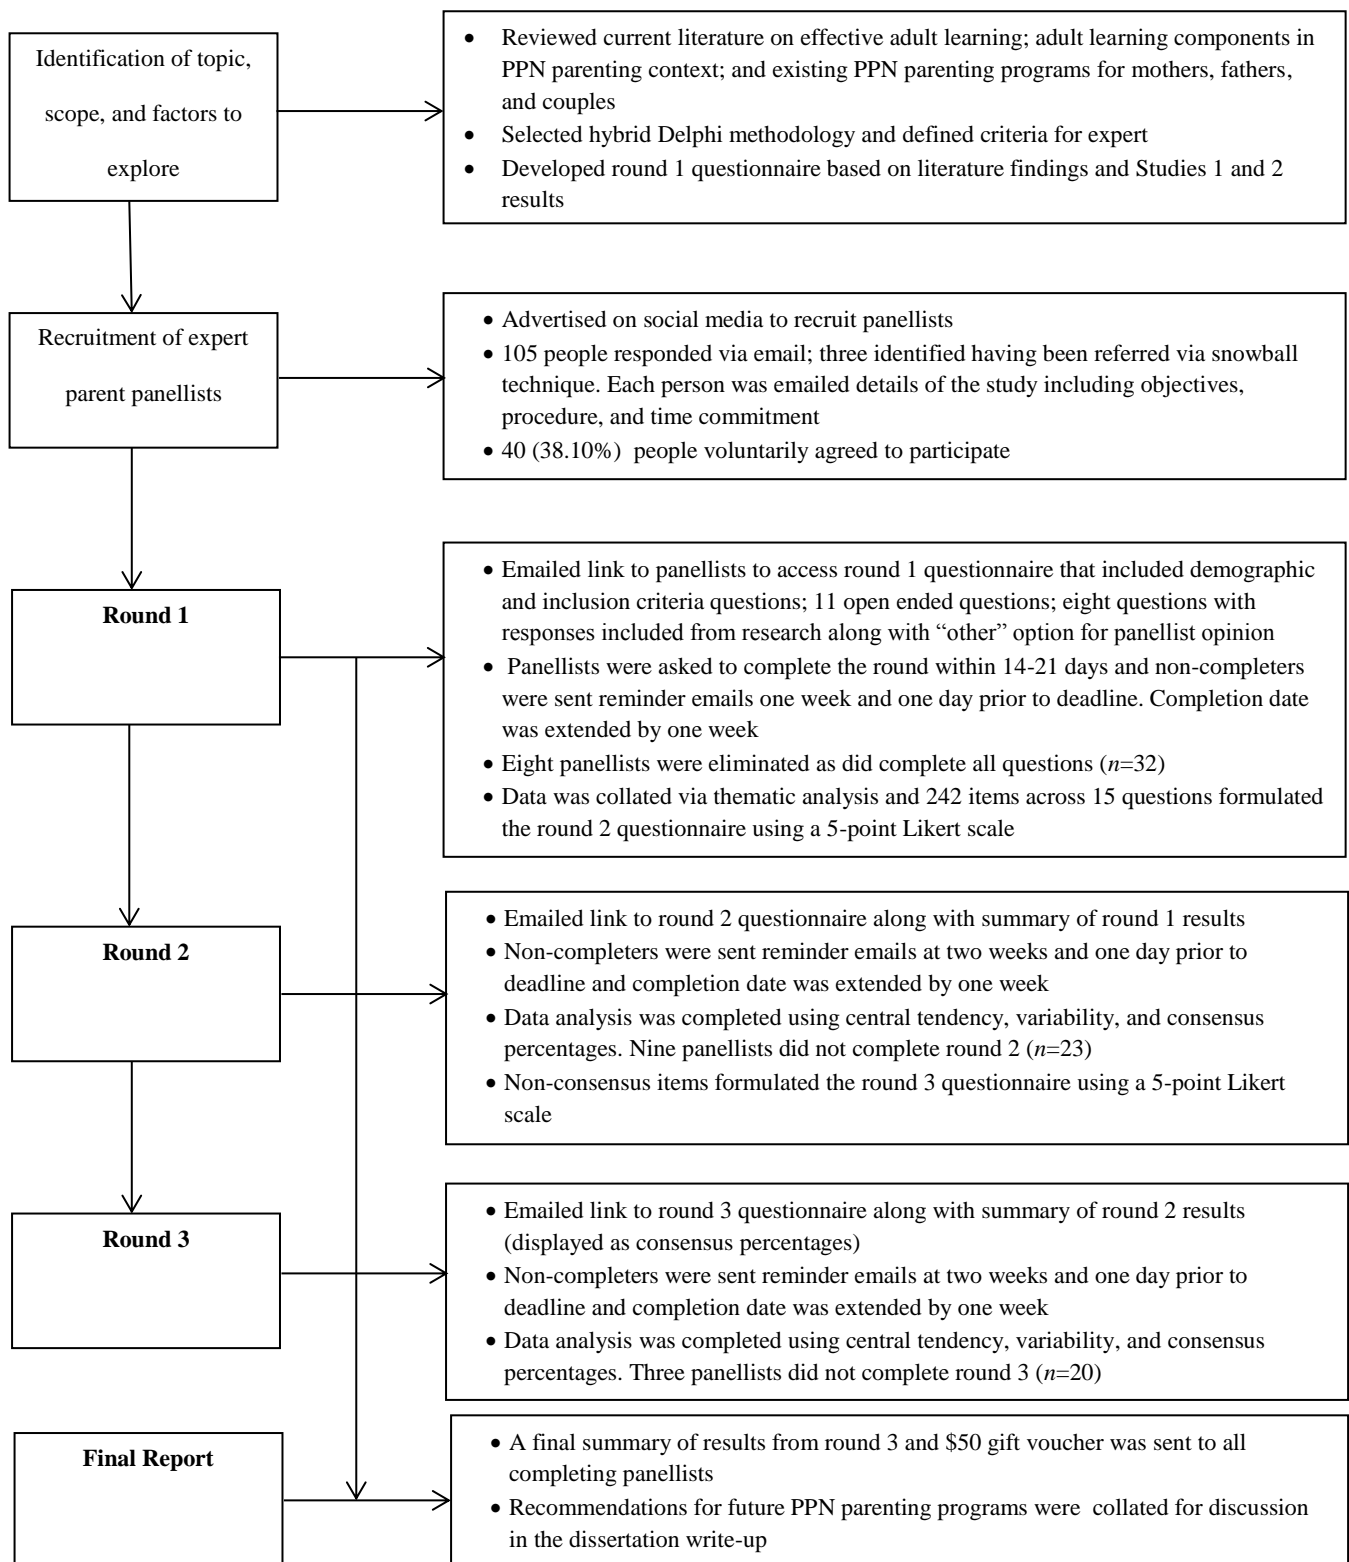 Identification of topic,
scope, and factors to
explore
• Reviewed current literature on effective adult learning; adult learning components in
PPN parenting context; and existing PPN parenting programs for mothers, fathers,
and couples
• Selected hybrid Delphi methodology and defined criteria for expert
• Developed round 1 questionnaire based on literature findings and Studies 1 and 2
results
Recruitment of expert
parent panellists
• Advertised on social media to recruit panellists
• 105 people responded via email; three identified having been referred via snowball
technique. Each person was emailed details of the study including objectives,
procedure, and time commitment
• 40 (38.10%) people voluntarily agreed to participate
Round 1
• Emailed link to panellists to access round 1 questionnaire that included demographic
and inclusion criteria questions; 11 open ended questions; eight questions with
responses included from research along with “other” option for panellist opinion
• Panellists were asked to complete the round within 14-21 days and non-completers
were sent reminder emails one week and one day prior to deadline. Completion date
was extended by one week
• Eight panellists were eliminated as did complete all questions (n=32)
• Data was collated via thematic analysis and 242 items across 15 questions formulated
the round 2 questionnaire using a 5-point Likert scale
Round 2
• Emailed link to round 2 questionnaire along with summary of round 1 results
• Non-completers were sent reminder emails at two weeks and one day prior to
deadline and completion date was extended by one week
• Data analysis was completed using central tendency, variability, and consensus
percentages. Nine panellists did not complete round 2 (n=23)
• Non-consensus items formulated the round 3 questionnaire using a 5-point Likert
scale
Round 3
• Emailed link to round 3 questionnaire along with summary of round 2 results
(displayed as consensus percentages)
• Non-completers were sent reminder emails at two weeks and one day prior to
deadline and completion date was extended by one week
• Data analysis was completed using central tendency, variability, and consensus
percentages. Three panellists did not complete round 3 (n=20)
Final Report
• A final summary of results from round 3 and $50 gift voucher was sent to all
completing panellists
• Recommendations for future PPN parenting programs were collated for discussion
in the dissertation write-up